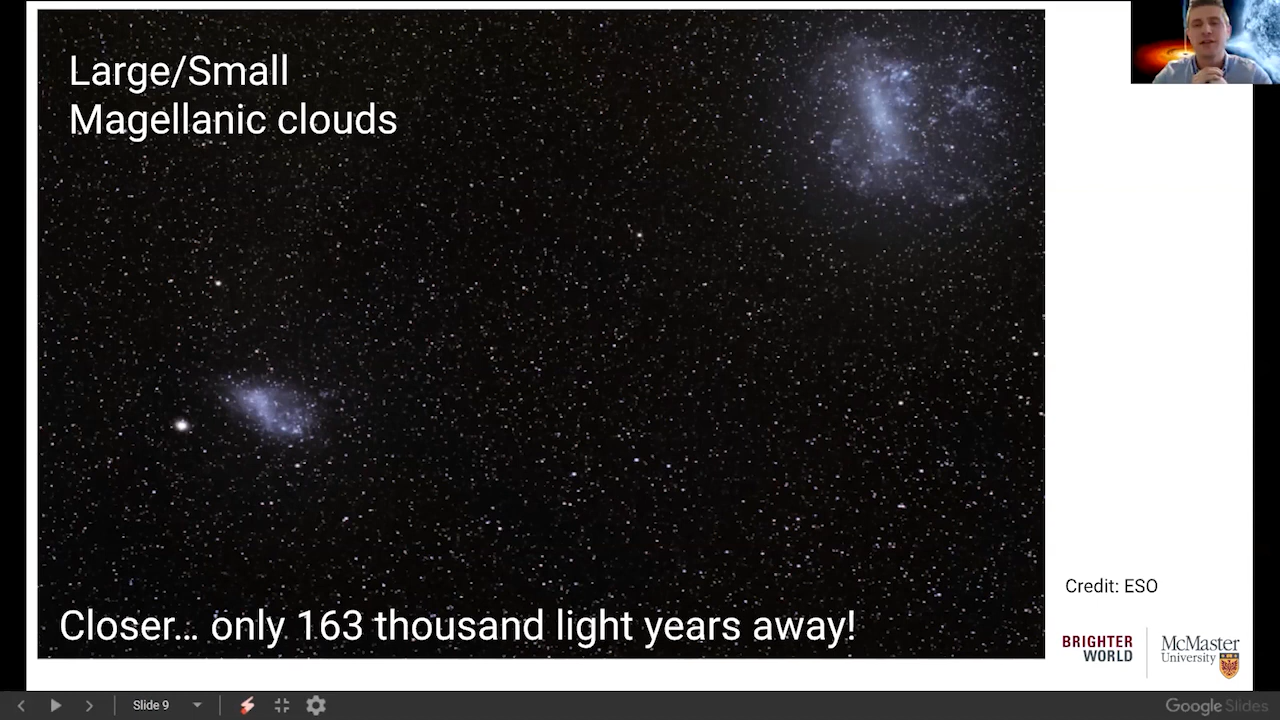 Large/Small
Magellanic clouds
Closer... only 163 thousand light years away!
Credit: ESO
BRIGHTER
WORLD
McMaster
University
Slide 9
Google Slides